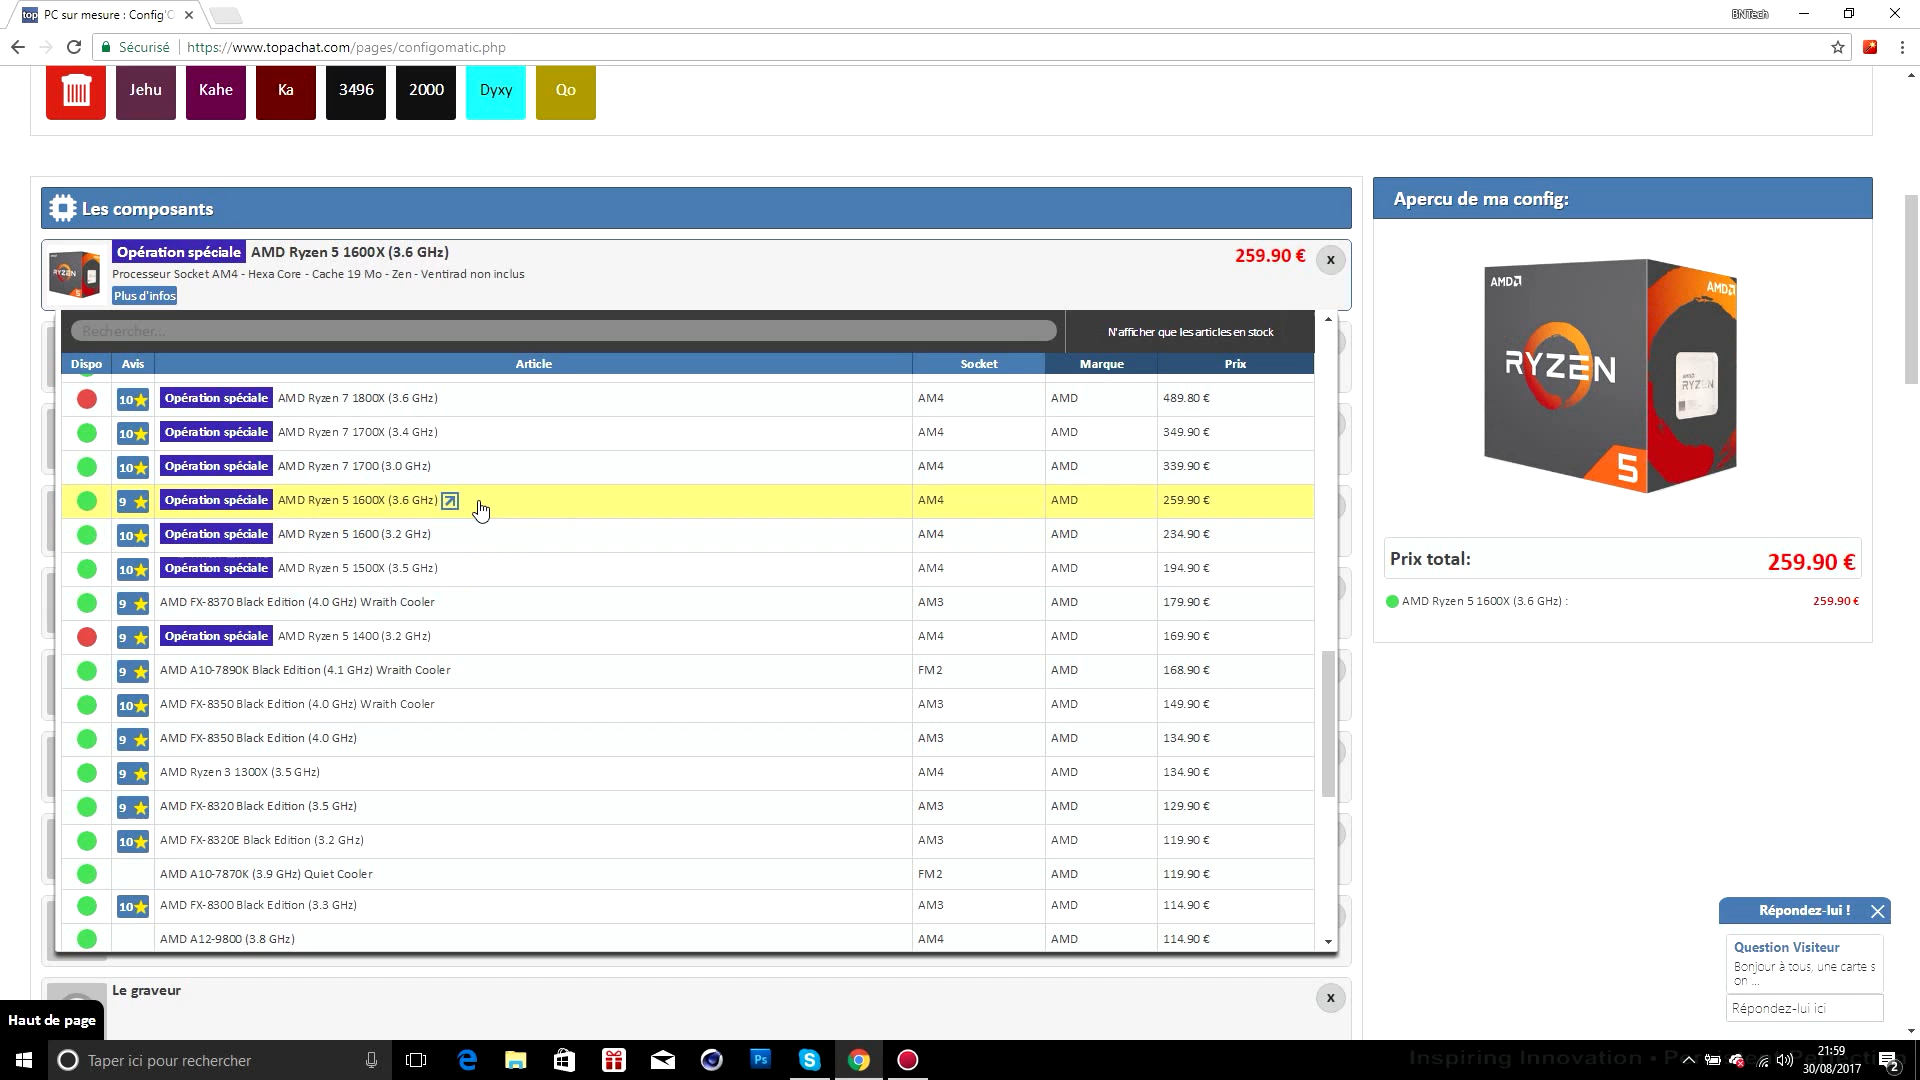 top PC sur mesure : Config'O
BNTech
Sécurisé https://www.topachat.com/pages/configomatic.php
Jehu Kahe Ka 3496 2000 Dyxy Qo
Les composants
Opération spéciale AMD Ryzen 5 1600X (3.6 GHz) 259.90 € x
Processeur Socket AM4 - Hexa Core - Cache 19 Mo - Zen - Ventirad non inclus
Plus d'infos
Rechercher... N'afficher que les articles en stock
Dispo Avis Article Socket Marque Prix
10 Opération spéciale AMD Ryzen 7 1800X (3.6 GHz) AM4 AMD 489.80 €
10 Opération spéciale AMD Ryzen 7 1700X (3.4 GHz) AM4 AMD 349.90 €
10 Opération spéciale AMD Ryzen 7 1700 (3.0 GHz) AM4 AMD 339.90 €
9 Opération spéciale AMD Ryzen 5 1600X (3.6 GHz) AM4 AMD 259.90 €
10 Opération spéciale AMD Ryzen 5 1600 (3.2 GHz) AM4 AMD 234.90 €
10 Opération spéciale AMD Ryzen 5 1500X (3.5 GHz) AM4 AMD 194.90 €
9 AMD FX-8370 Black Edition (4.0 GHz) Wraith Cooler AM3 AMD 179.90 €
9 Opération spéciale AMD Ryzen 5 1400 (3.2 GHz) AM4 AMD 169.90 €
9 AMD A10-7890K Black Edition (4.1 GHz) Wraith Cooler FM2 AMD 168.90 €
10 AMD FX-8350 Black Edition (4.0 GHz) Wraith Cooler AM3 AMD 149.90 €
9 AMD FX-8350 Black Edition (4.0 GHz) AM3 AMD 134.90 €
9 AMD Ryzen 3 1300X (3.5 GHz) AM4 AMD 134.90 €
9 AMD FX-8320 Black Edition (3.5 GHz) AM3 AMD 129.90 €
10 AMD FX-8320E Black Edition (3.2 GHz) AM3 AMD 119.90 €
AMD A10-7870K (3.9 GHz) Quiet Cooler FM2 AMD 119.90 €
10 AMD FX-8300 Black Edition (3.3 GHz) AM3 AMD 114.90 €
AMD A12-9800 (3.8 GHz) AM4 AMD 114.90 €
Le graveur x
Haut de page
Apercu de ma config:
AMD AMD
RYZEN
RYZEN
5
Prix total: 259.90 €
AMD Ryzen 5 1600X (3.6 GHz) : 259.90 €
Répondez-lui !
Question Visiteur
Bonjour à tous, une carte s
on ...
Répondez-lui ici
Taper ici pour rechercher
Ps
Inspiring Innovation •
21:59
30/08/2017
2